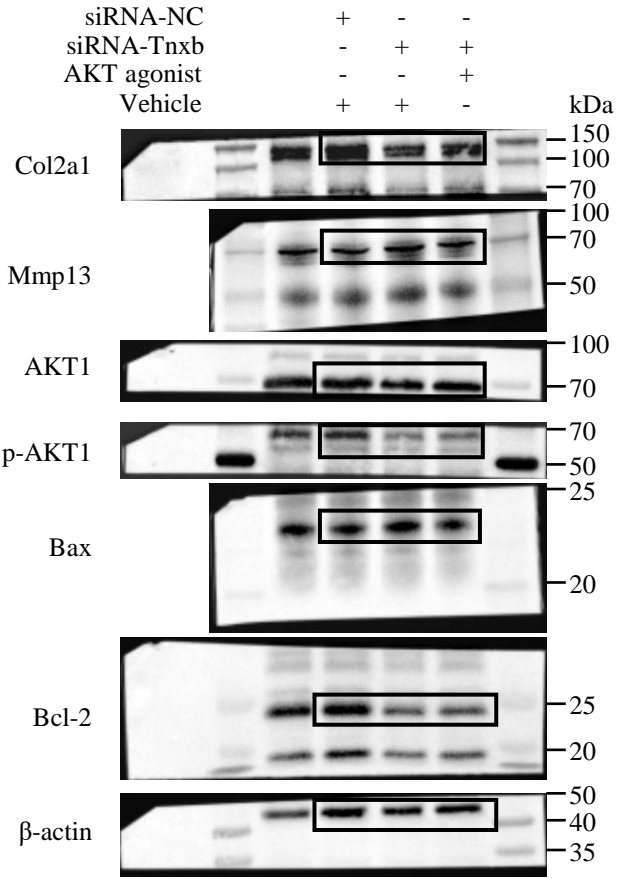 siRNA-NC + - -
siRNA-Tnxb - + +
AKT agonist - - +
Vehicle + + - kDa
Col2a1 150
100
70
Mmp13 100
70
50
AKT1 100
70
p-AKT1 70
50
Bax 25
20
Bcl-2 25
20
β-actin 50
40
35